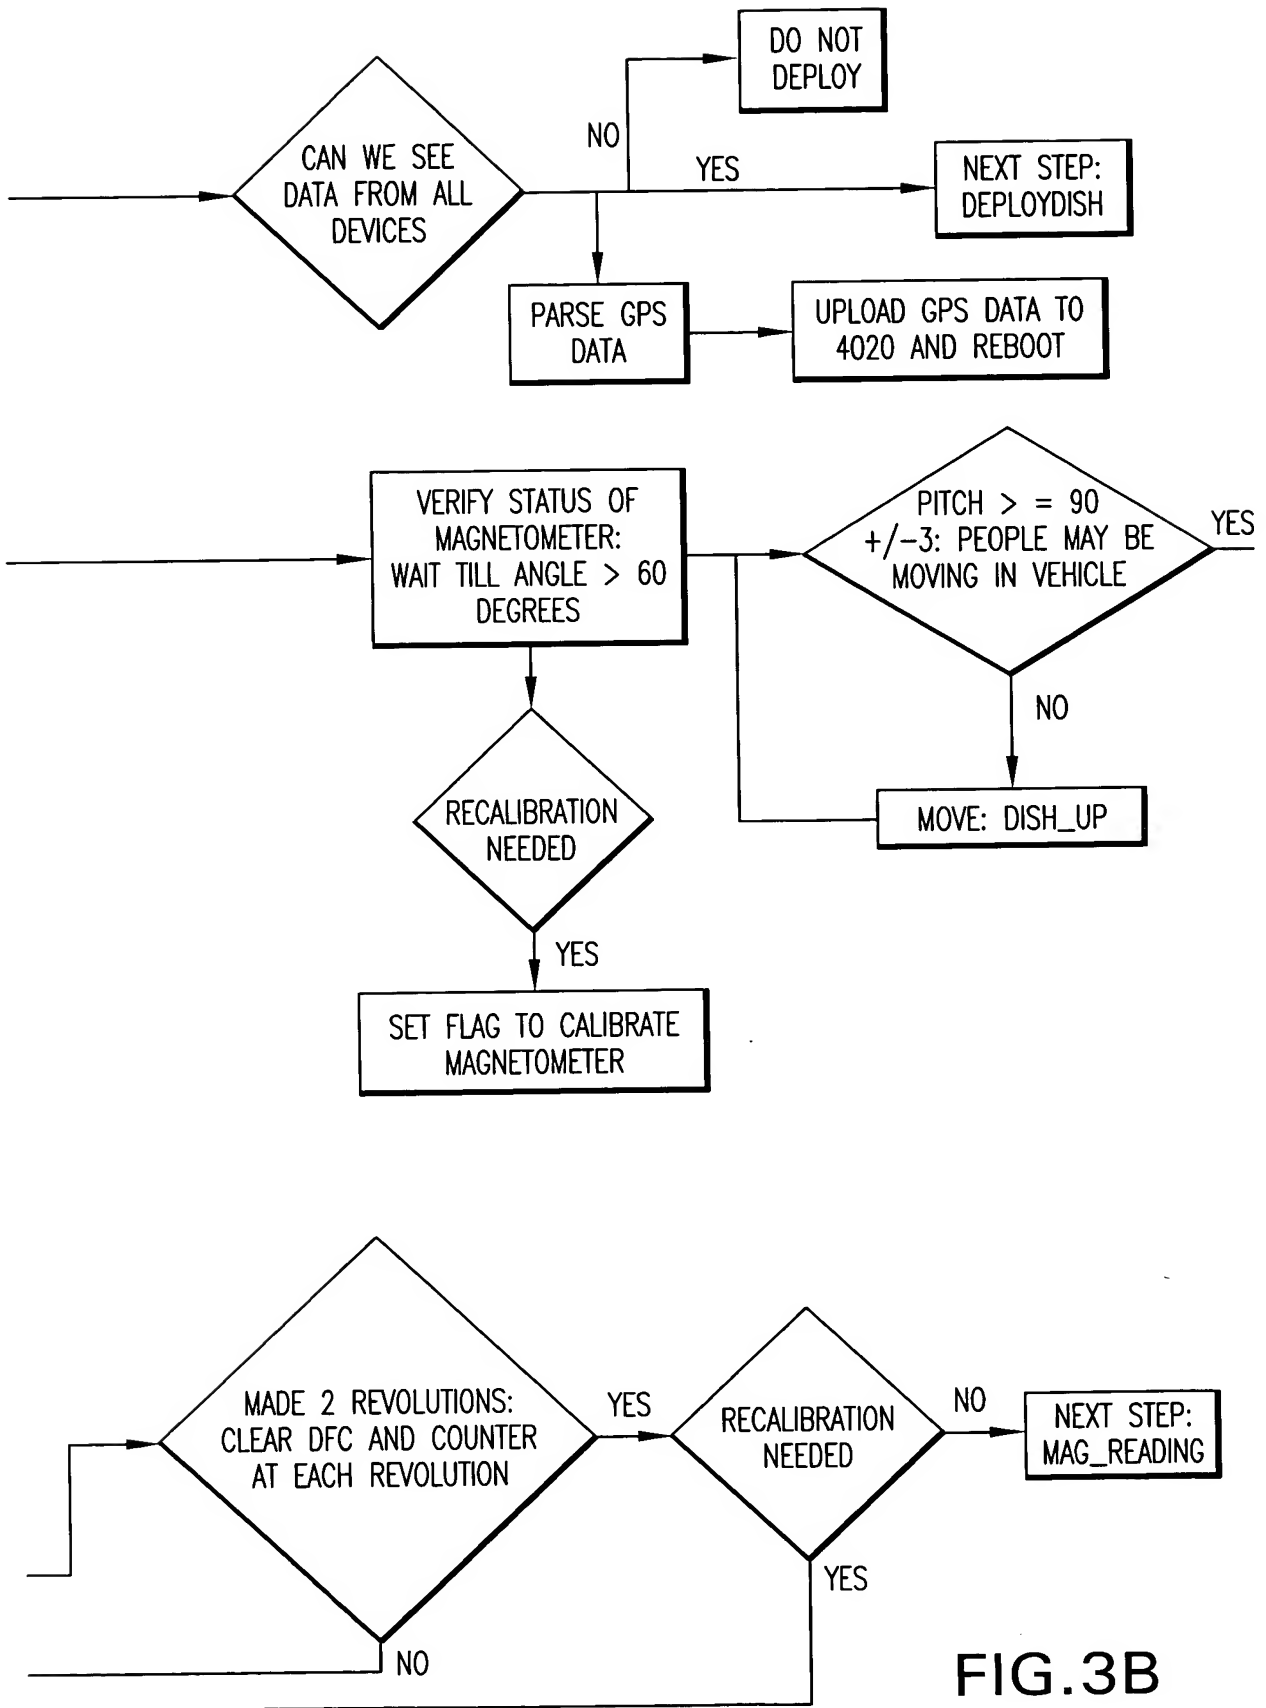 DO NOT
DEPLOY
NO
CAN WE SEE
DATA FROM ALL
DEVICES
YES
NEXT STEP:
DEPLOYDISH
PARSE GPS
DATA
UPLOAD GPS DATA TO
4020 AND REBOOT
VERIFY STATUS OF
MAGNETOMETER:
WAIT TILL ANGLE > 60
DEGREES
PITCH > = 90
+/-3: PEOPLE MAY BE
MOVING IN VEHICLE
YES
NO
MOVE: DISH_UP
RECALIBRATION
NEEDED
YES
SET FLAG TO CALIBRATE
MAGNETOMETER
MADE 2 REVOLUTIONS:
CLEAR DFC AND COUNTER
AT EACH REVOLUTION
YES
RECALIBRATION
NEEDED
NO
NEXT STEP:
MAG_READING
YES
NO
FIG.3B